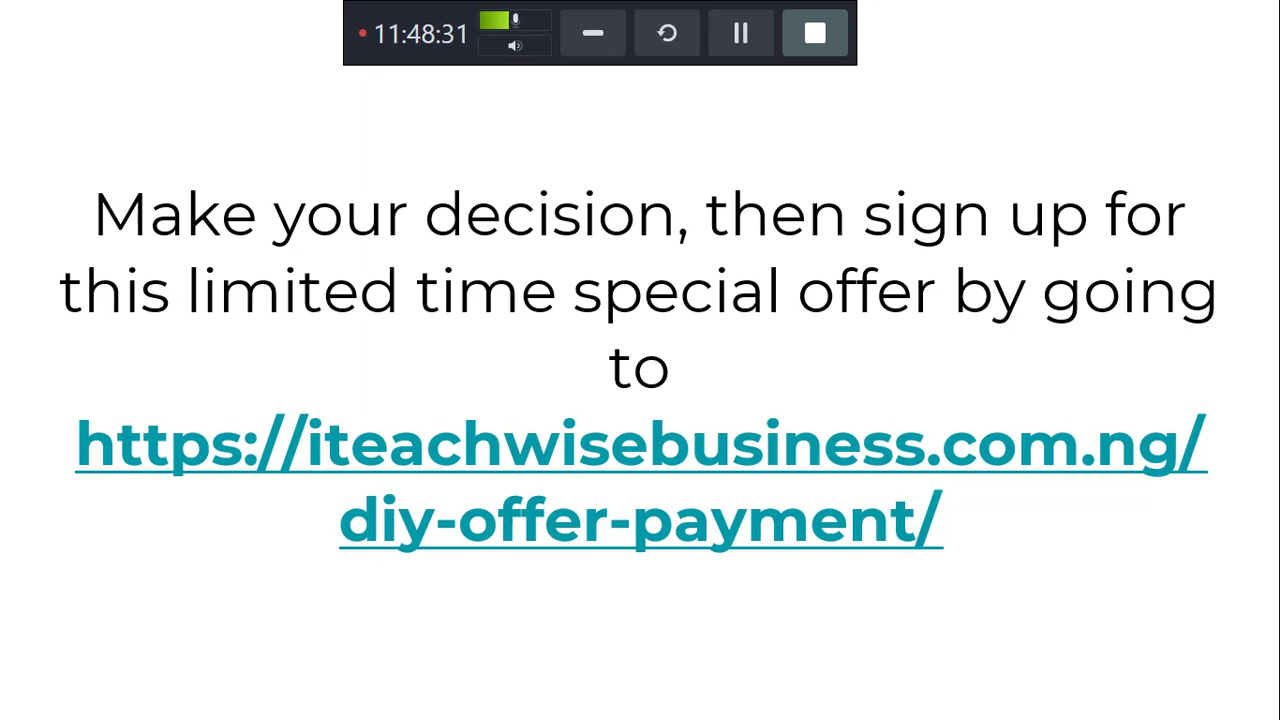 11:48:31
Make your decision, then sign up for
this limited time special offer by going
to
https://iteachwisebusiness.com.ng/
diy-offer-payment/